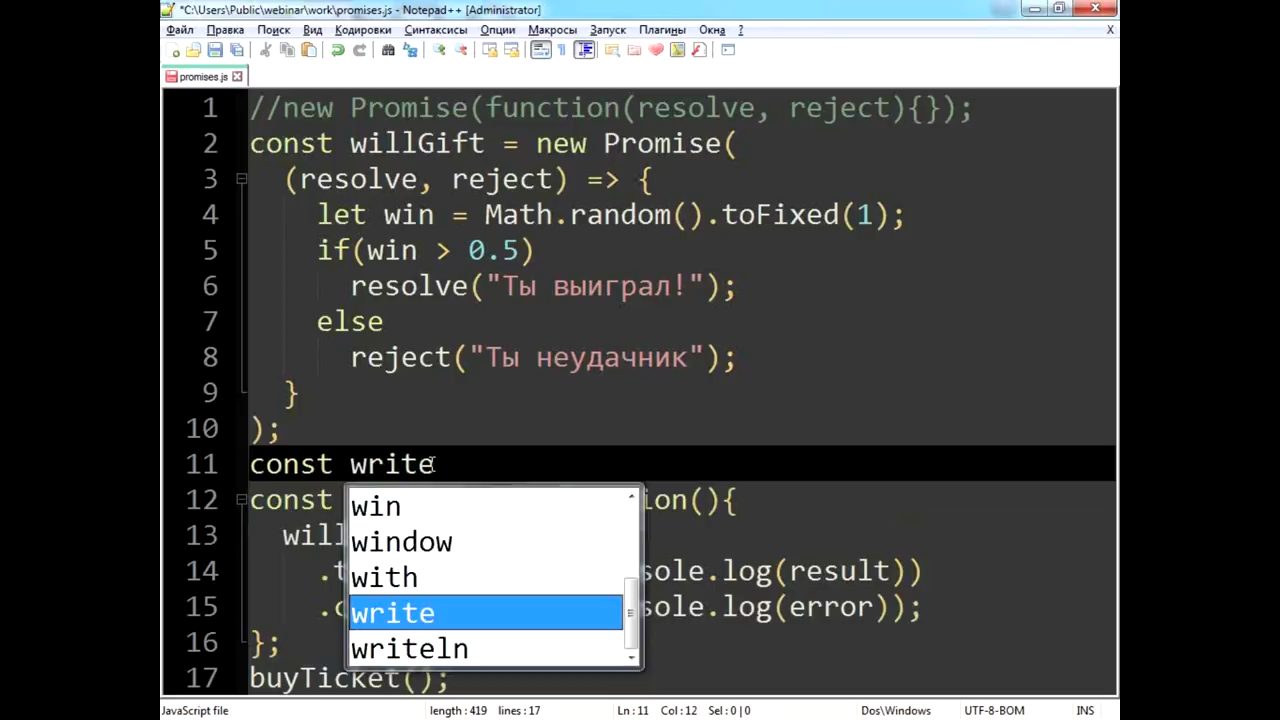 *C:\Users\Public\webinar\work\promises.js - Notepad++ [Administrator]
Файл Правка Поиск Вид Кодировки Синтаксисы Опции Макросы Запуск Плагины Окна ? X
promises.js
1 //new Promise(function(resolve, reject){});
2 const willGift = new Promise(
3 (resolve, reject) => {
4 let win = Math.random().toFixed(1);
5 if(win > 0.5)
6 resolve("Ты выиграл!");
7 else
8 reject("Ты неудачник");
9 }
10 );
11 const write
12 const ion(){
win
window
with
write
writeln
13 will
14 .t sole.log(result))
15 .c sole.log(error));
16 };
17 buyTicket();
JavaScript file length : 419 lines : 17 Ln : 11 Col : 12 Sel : 0 | 0 Dos\Windows UTF-8-BOM INS